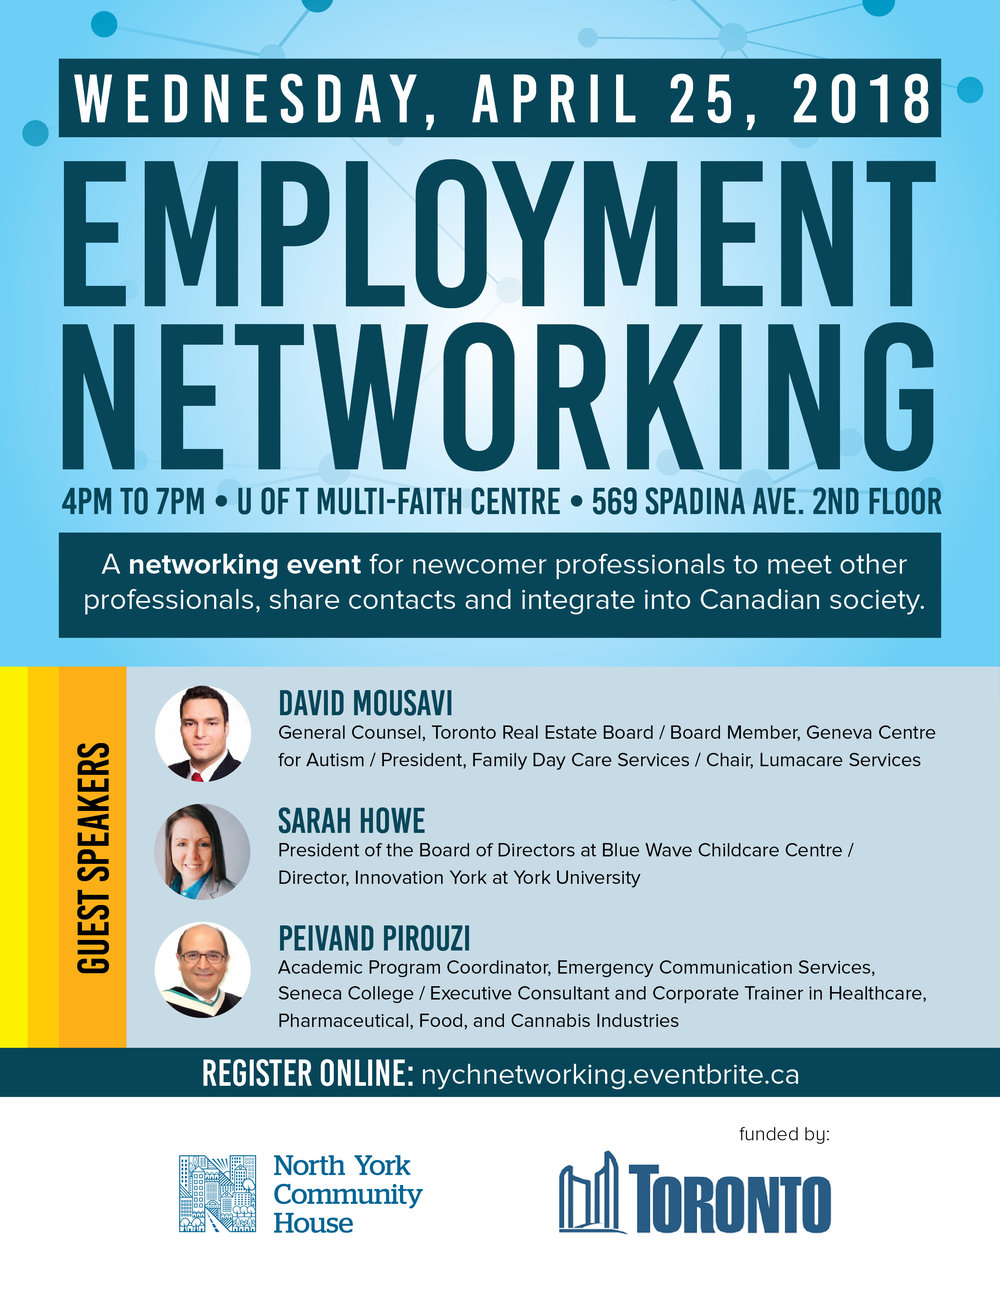 WEDNESDAY, APRIL 25, 2018
EMPLOYMENT
NETWORKING
4PM TO 7PM • U OF T MULTI-FAITH CENTRE • 569 SPADINA AVE. 2ND FLOOR
A networking event for newcomer professionals to meet other
professionals, share contacts and integrate into Canadian society.
GUEST SPEAKERS
DAVID MOUSAVI
General Counsel, Toronto Real Estate Board / Board Member, Geneva Centre
for Autism / President, Family Day Care Services / Chair, Lumacare Services
SARAH HOWE
President of the Board of Directors at Blue Wave Childcare Centre /
Director, Innovation York at York University
PEIVAND PIROUZI
Academic Program Coordinator, Emergency Communication Services,
Seneca College / Executive Consultant and Corporate Trainer in Healthcare,
Pharmaceutical, Food, and Cannabis Industries
REGISTER ONLINE: nychnetworking.eventbrite.ca
North York
Community
House
funded by:
TORONTO